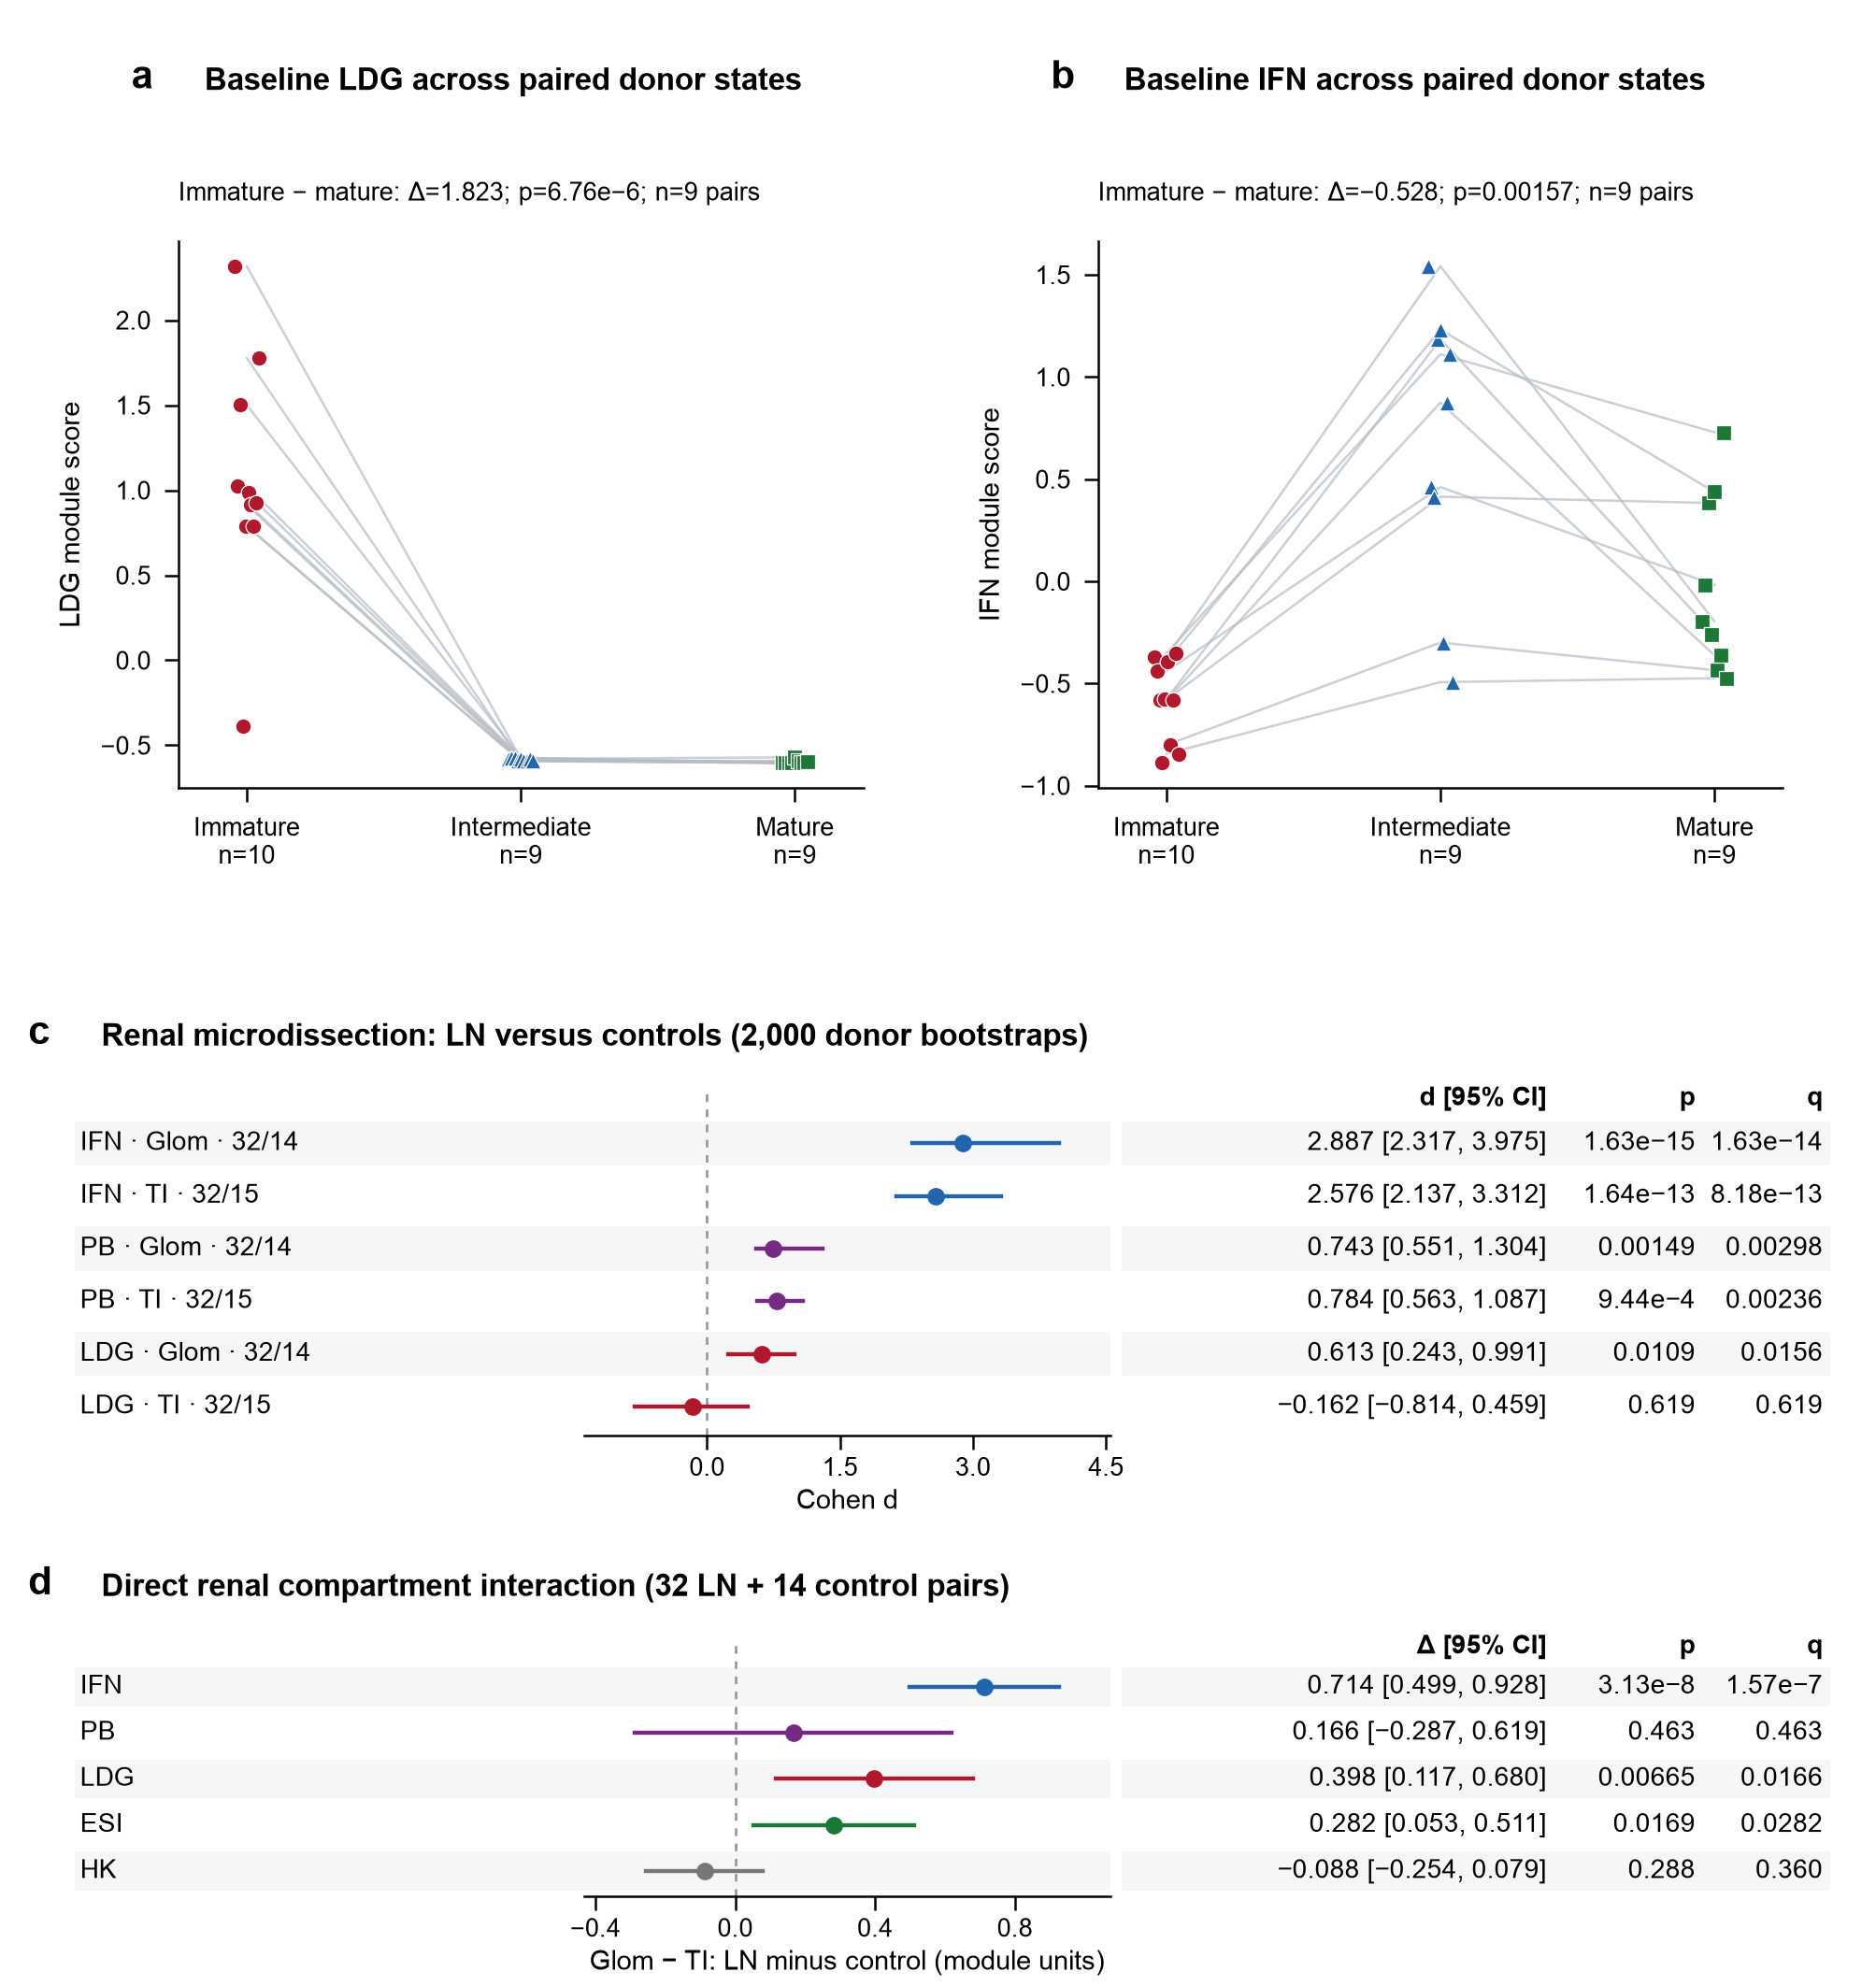 a Baseline LDG across paired donor states
Immature − mature: Δ=1.823; p=6.76e−6; n=9 pairs
LDG module score
2.0
1.5
1.0
0.5
0.0
−0.5
Immature Intermediate Mature
n=10 n=9 n=9
b Baseline IFN across paired donor states
Immature − mature: Δ=−0.528; p=0.00157; n=9 pairs
IFN module score
1.5
1.0
0.5
0.0
−0.5
−1.0
Immature Intermediate Mature
n=10 n=9 n=9
c Renal microdissection: LN versus controls (2,000 donor bootstraps)
d [95% CI] p q
IFN · Glom · 32/14 2.887 [2.317, 3.975] 1.63e−15 1.63e−14
IFN · TI · 32/15 2.576 [2.137, 3.312] 1.64e−13 8.18e−13
PB · Glom · 32/14 0.743 [0.551, 1.304] 0.00149 0.00298
PB · TI · 32/15 0.784 [0.563, 1.087] 9.44e−4 0.00236
LDG · Glom · 32/14 0.613 [0.243, 0.991] 0.0109 0.0156
LDG · TI · 32/15 −0.162 [−0.814, 0.459] 0.619 0.619
0.0 1.5 3.0 4.5
Cohen d
d Direct renal compartment interaction (32 LN + 14 control pairs)
Δ [95% CI] p q
IFN 0.714 [0.499, 0.928] 3.13e−8 1.57e−7
PB 0.166 [−0.287, 0.619] 0.463 0.463
LDG 0.398 [0.117, 0.680] 0.00665 0.0166
ESI 0.282 [0.053, 0.511] 0.0169 0.0282
HK −0.088 [−0.254, 0.079] 0.288 0.360
−0.4 0.0 0.4 0.8
Glom − TI: LN minus control (module units)